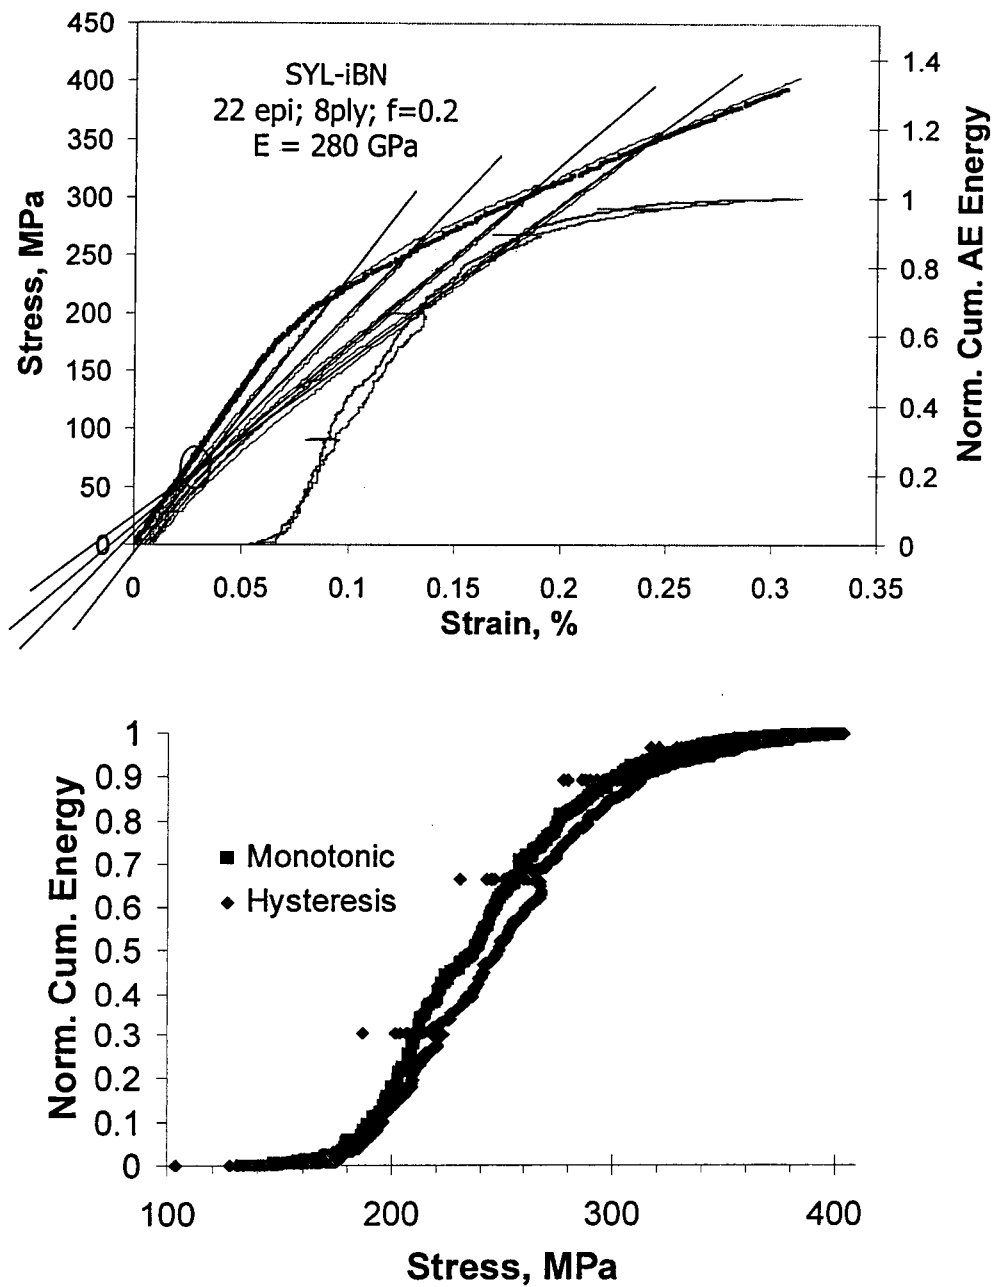 450
400
350
300
250
200
150
100
50
0
Stress, MPa
SYL-iBN
22 epi; 8ply; f=0.2
E = 280 GPa
1.4
1.2
1
0.8
0.6
0.4
0.2
0
Norm. Cum. AE Energy
0 0.05 0.1 0.15 0.2 0.25 0.3 0.35
Strain, %
1
0.9
0.8
0.7
0.6
0.5
0.4
0.3
0.2
0.1
0
Norm. Cum. Energy
Monotonic
Hysteresis
100 200 300 400
Stress, MPa